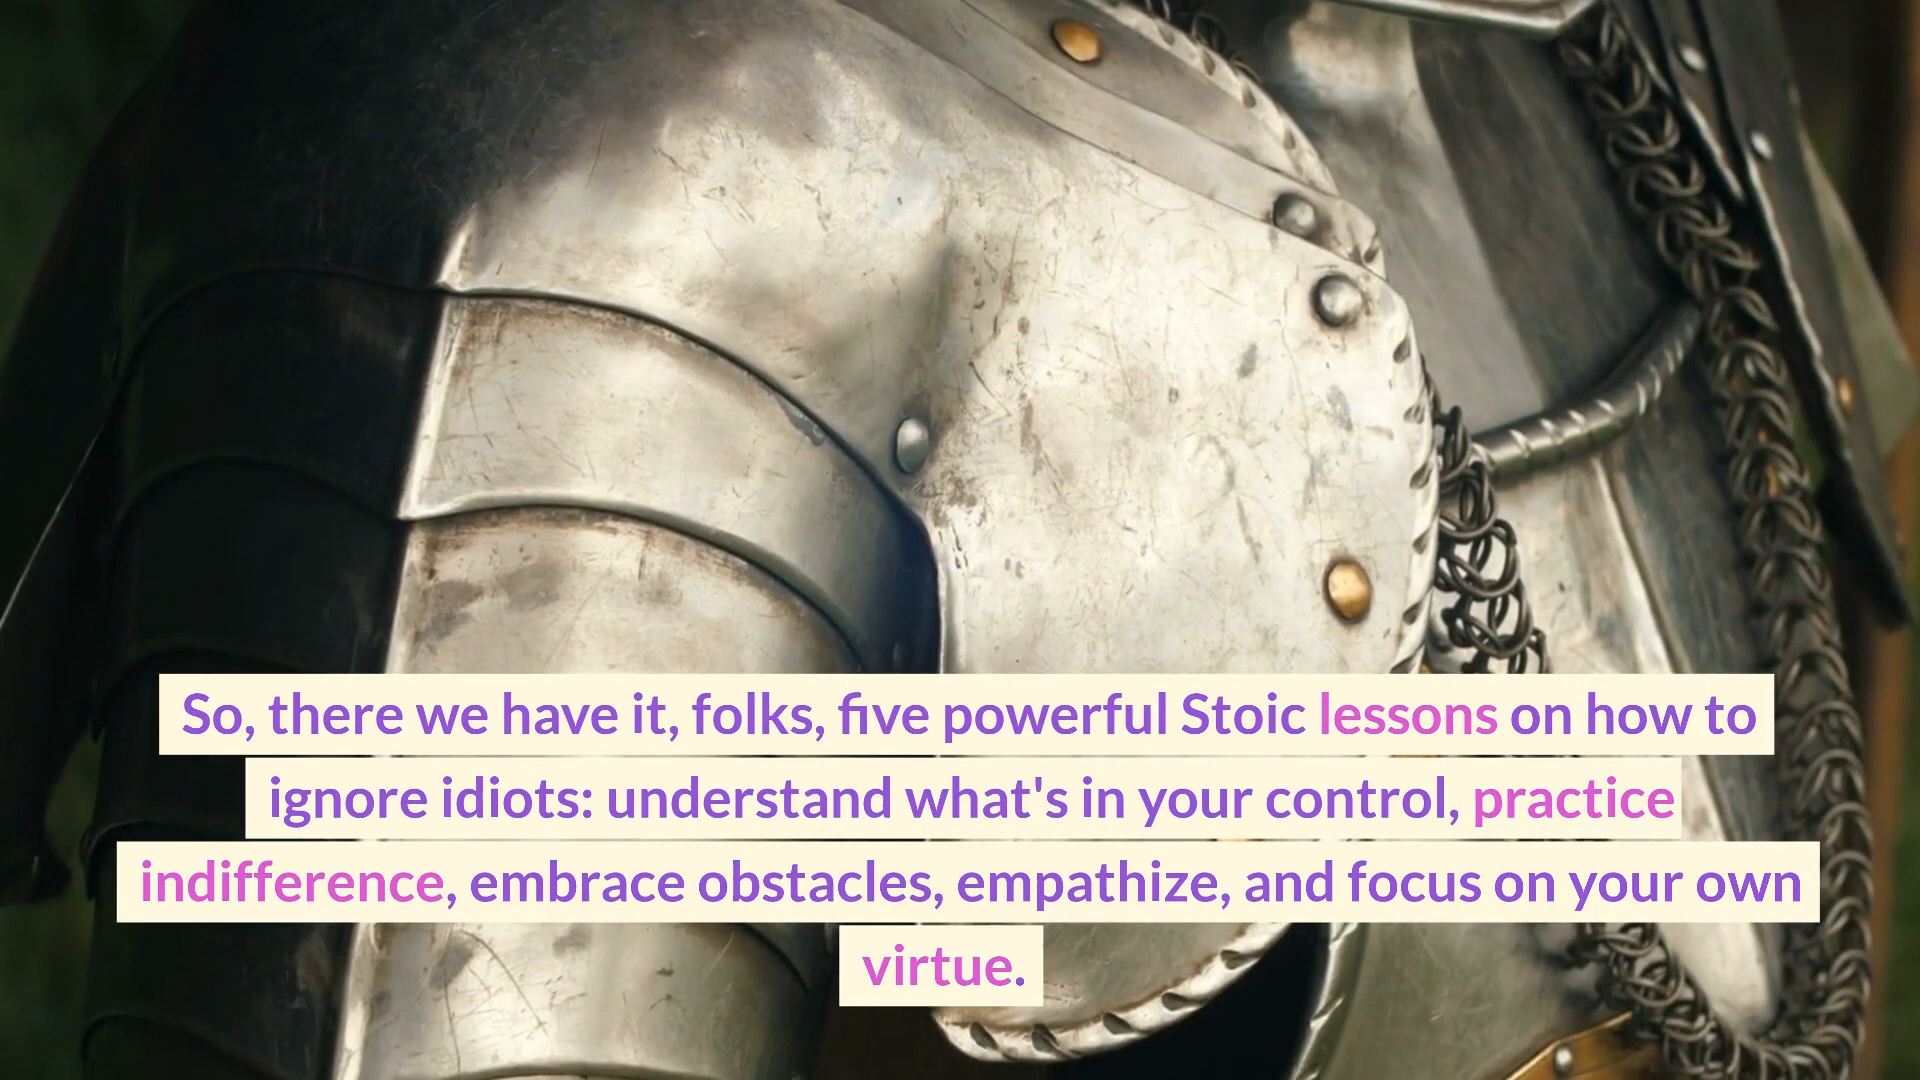 So, there we have it, folks, five powerful Stoic lessons on how to
ignore idiots: understand what's in your control, practice
indifference, embrace obstacles, empathize, and focus on your own
virtue.